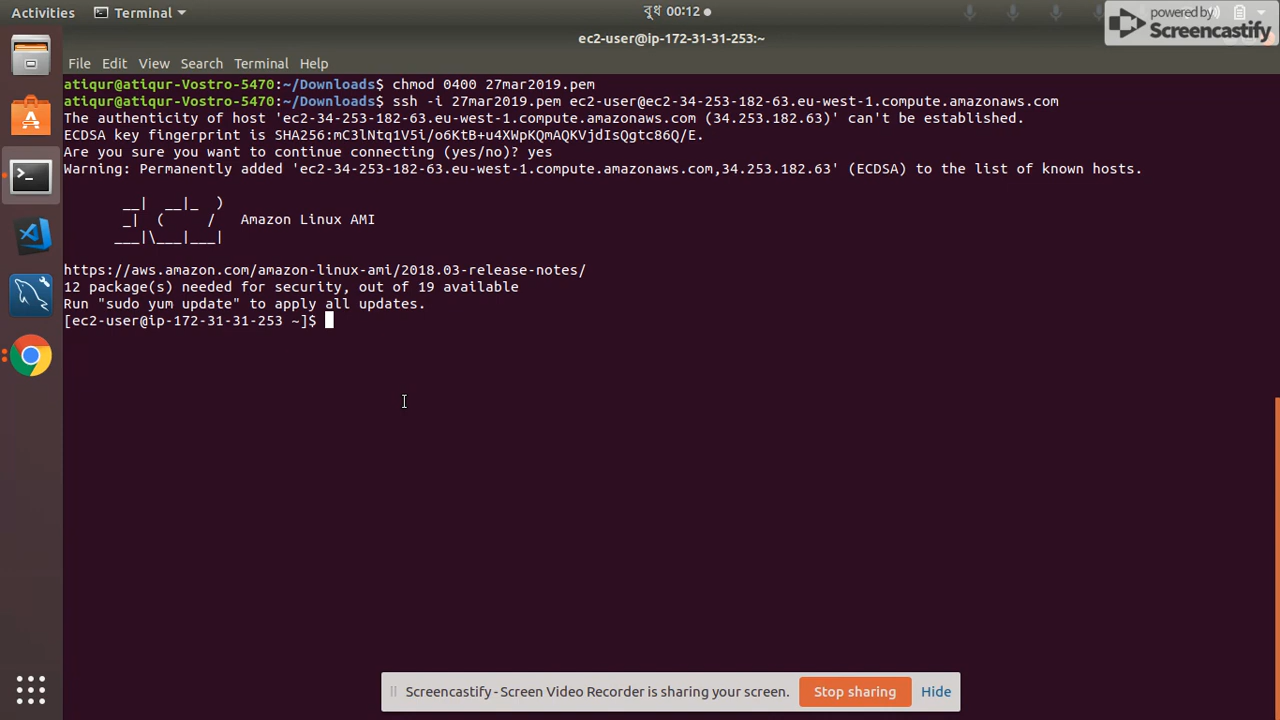 Activities Terminal বুধ 00:12
powered by
Screencastify
ec2-user@ip-172-31-31-253:~
File Edit View Search Terminal Help
atiqur@atiqur-Vostro-5470:~/Downloads$ chmod 0400 27mar2019.pem
atiqur@atiqur-Vostro-5470:~/Downloads$ ssh -i 27mar2019.pem ec2-user@ec2-34-253-182-63.eu-west-1.compute.amazonaws.com
The authenticity of host 'ec2-34-253-182-63.eu-west-1.compute.amazonaws.com (34.253.182.63)' can't be established.
ECDSA key fingerprint is SHA256:mC3lNtq1V5i/o6KtB+u4XWpKQmAQKVjdIsQgtc86Q/E.
Are you sure you want to continue connecting (yes/no)? yes
Warning: Permanently added 'ec2-34-253-182-63.eu-west-1.compute.amazonaws.com,34.253.182.63' (ECDSA) to the list of known hosts.
__|  __|_  )
_|  (     /   Amazon Linux AMI
___|\___|___|
https://aws.amazon.com/amazon-linux-ami/2018.03-release-notes/
12 package(s) needed for security, out of 19 available
Run "sudo yum update" to apply all updates.
[ec2-user@ip-172-31-31-253 ~]$
Screencastify - Screen Video Recorder is sharing your screen. Stop sharing Hide